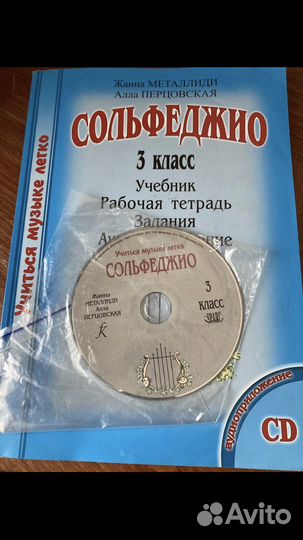 Жанна МЕТАЛЛИДИ
Алла ПЕРЦОВСКАЯ
СОЛЬФЕДЖИО
3 класс
Учебник
Рабочая тетрадь
Задания
Учиться музыке легко
Учиться музыке легко
СОЛЬФЕДЖИО
Жанна
МЕТАЛЛИДИ
Алла
ПЕРЦОВСКАЯ
3
класс
аудиоприложение
CD
Avito